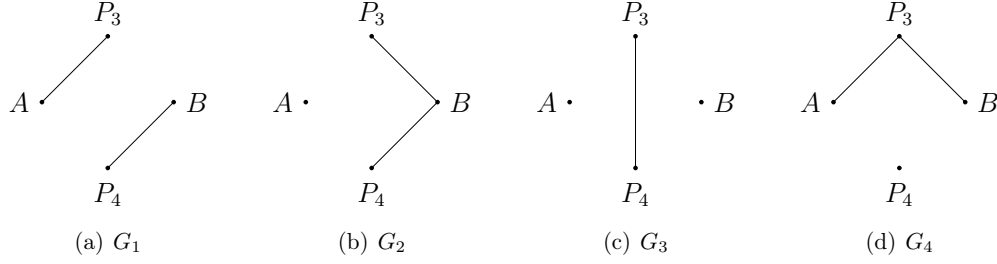 P₃ P₃ P₃ P₃
A B A B A B A B
P₄ P₄ P₄ P₄
(a) G₁ (b) G₂ (c) G₃ (d) G₄